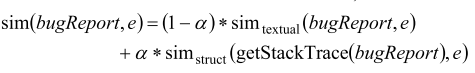 sim(bugReport,e) = (1−α)∗sim_textual(bugReport,e)
+ α∗sim_struct(getStackTrace(bugReport),e)